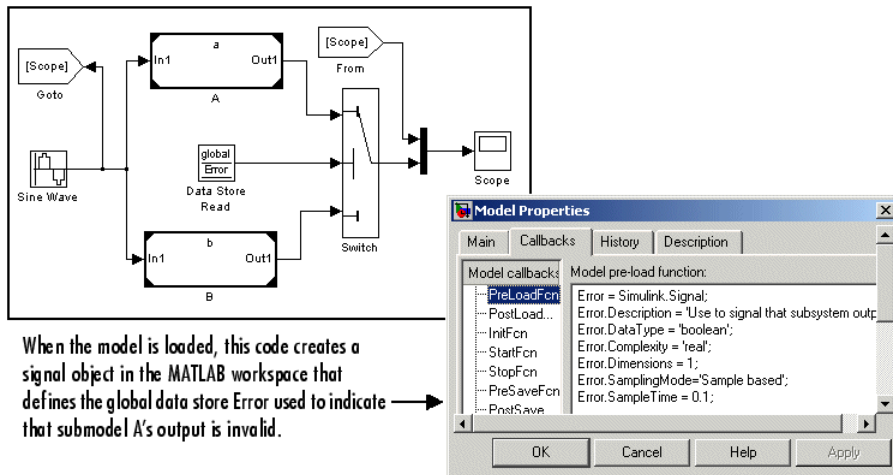 a
[Scope]
In1
Out1
[Scope]
From
Goto
A
global
Error
Sine Wave
Data Store
Read
Scope
b
In1
Out1
Switch
B
Model Properties
Main
Callbacks
History
Description
Model callbacks
Model pre-load function:
PreLoadFcn
PostLoad...
InitFcn
StartFcn
StopFcn
PreSaveFcn
PostSave
Error = Simulink.Signal;
Error.Description = 'Use to signal that subsystem outp
Error.DataType = 'boolean';
Error.Complexity = 'real';
Error.Dimensions = 1;
Error.SamplingMode='Sample based';
Error.SampleTime = 0.1;
OK
Cancel
Help
Apply
When the model is loaded, this code creates a
signal object in the MATLAB workspace that
defines the global data store Error used to indicate
that submodel A's output is invalid.